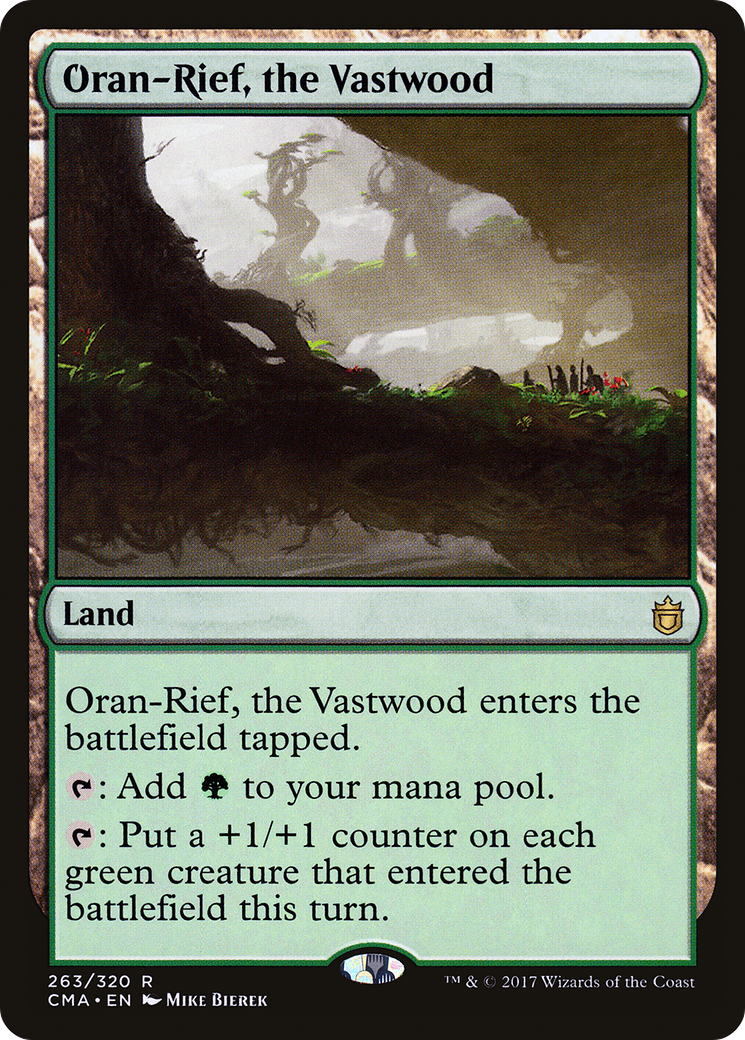 Oran-Rief, the Vastwood
Land
Oran-Rief, the Vastwood enters the
battlefield tapped.
: Add to your mana pool.
: Put a +1/+1 counter on each
green creature that entered the
battlefield this turn.
263/320 R
CMA • EN Mike Bierek
™ & © 2017 Wizards of the Coast